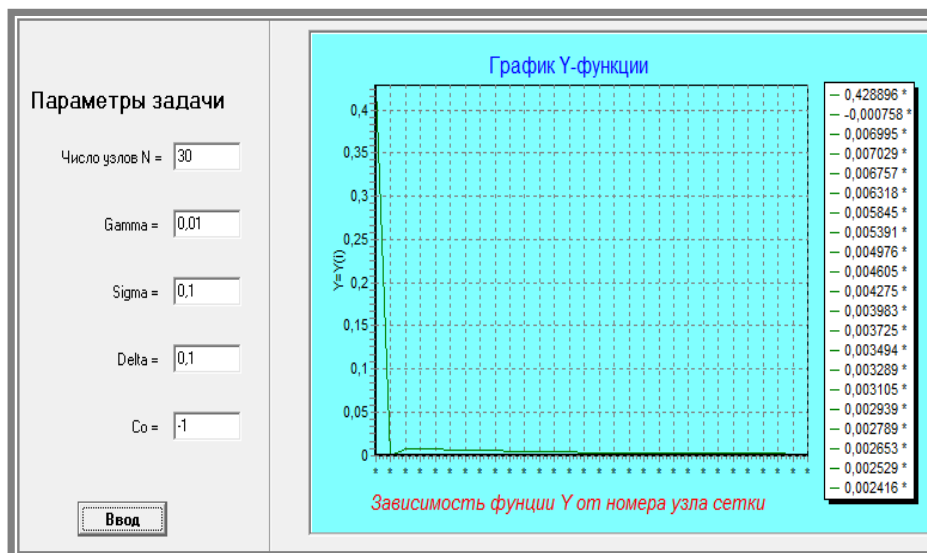 Параметры задачи
Число узлов N = 30
Gamma = 0,01
Sigma = 0,1
Delta = 0,1
Co = -1
Ввод
График Y-функции
Y=Y(i)
0,4
0,35
0,3
0,25
0,2
0,15
0,1
0,05
0
* * * * * * * * * * * * * * * * * * * * * * * * * * * * * *
Зависимость фунции Y от номера узла сетки
0,428896 *
-0,000758 *
0,006995 *
0,007029 *
0,006757 *
0,006318 *
0,005845 *
0,005391 *
0,004976 *
0,004605 *
0,004275 *
0,003983 *
0,003725 *
0,003494 *
0,003289 *
0,003105 *
0,002939 *
0,002789 *
0,002653 *
0,002529 *
0,002416 *